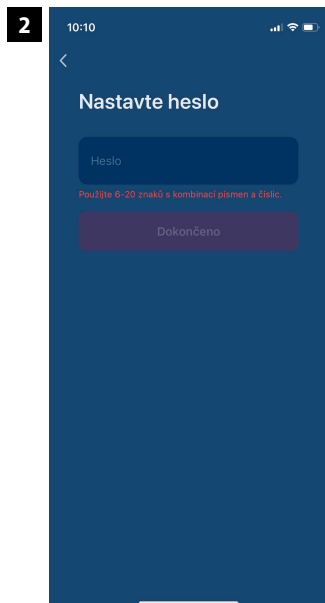 2
10:10
Nastavte heslo
Heslo
Použijte 6-20 znaků s kombinací písmen a číslic.
Dokončeno